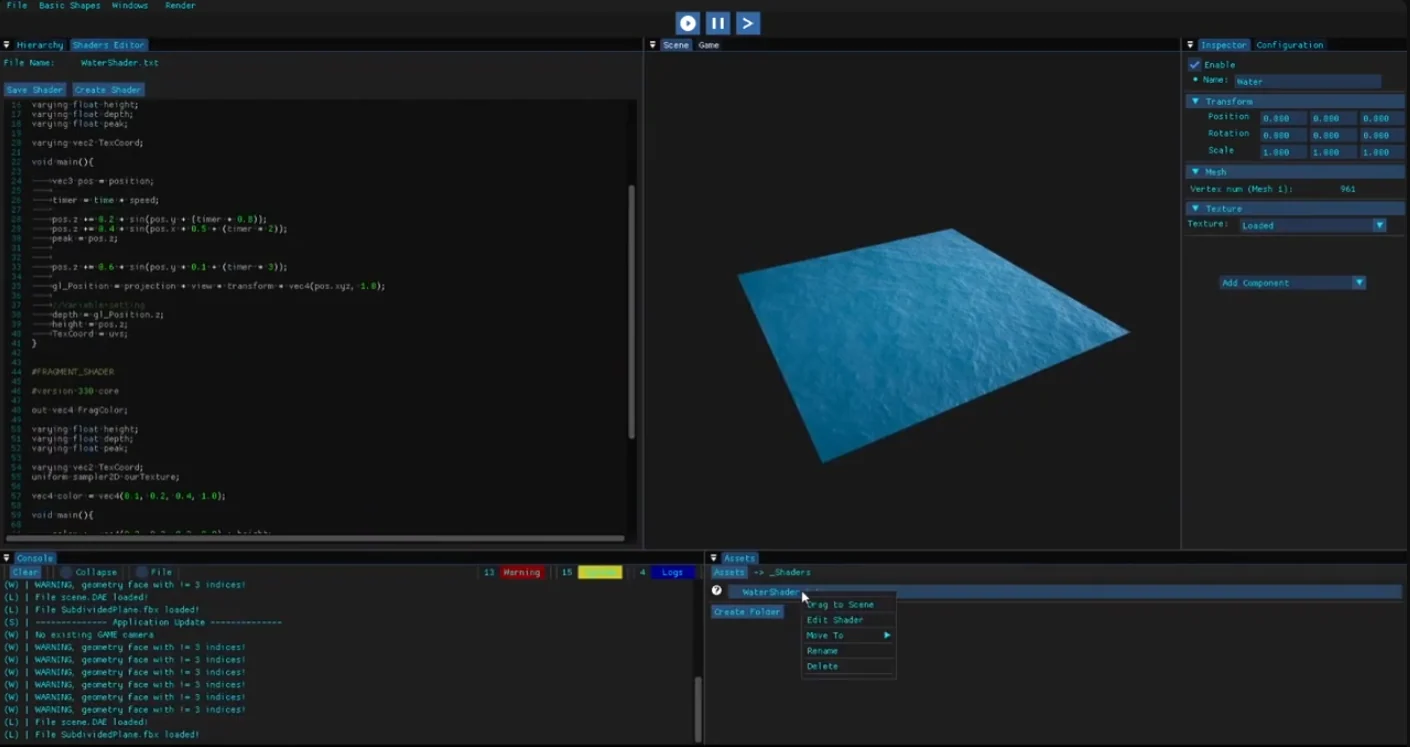 File Basic Shapes Windows Render
Hierarchy Shaders Editor
File Name: WaterShader.txt
Save Shader Create Shader
16 varying float height;
17 varying float depth;
18 varying float peak;
19
20 varying vec2 TexCoord;
21
22 void main(){
23
24 vec3 pos = position;
25
26 timer = time * speed;
27
28 pos.z += 0.2 * sin(pos.y + (timer * 0.8));
29 pos.z += 0.4 * sin(pos.x * 0.5 + (timer * 2));
30 peak = pos.z;
31
32
33 pos.z += 0.6 * sin(pos.y * 0.1 + (timer * 3));
34
35 gl_Position = projection * view * transform * vec4(pos.xyz, 1.0);
36
37 //Variable setting
38 depth = gl_Position.z;
39 height = pos.z;
40 TexCoord = uvs;
41 }
42
43
44 #FRAGMENT_SHADER
45
46 #version 330 core
47
48 out vec4 FragColor;
49
50 varying float height;
51 varying float depth;
52 varying float peak;
53
54 varying vec2 TexCoord;
55 uniform sampler2D ourTexture;
56
57 vec4 color = vec4(0.1, 0.2, 0.4, 1.0);
58
59 void main(){
60
Scene Game
Inspector Configuration
Enable
Name: Water
Transform
Position 0.000 0.000 0.000
Rotation 0.000 0.000 0.000
Scale 1.000 1.000 1.000
Mesh
Vertex num (Mesh 1): 961
Texture
Texture: Loaded
Add Component
Console
Clear Collapse File 13 Warning 15 4 Logs
(W) | WARNING, geometry face with != 3 indices!
(L) | File scene.DAE loaded!
(L) | File SubdividedPlane.fbx loaded!
(S) | -------------- Application Update --------------
(W) | No existing GAME camera
(W) | WARNING, geometry face with != 3 indices!
(W) | WARNING, geometry face with != 3 indices!
(W) | WARNING, geometry face with != 3 indices!
(W) | WARNING, geometry face with != 3 indices!
(W) | WARNING, geometry face with != 3 indices!
(W) | WARNING, geometry face with != 3 indices!
(L) | File scene.DAE loaded!
(L) | File SubdividedPlane.fbx loaded!
Assets
Assets -> _Shaders
? WaterShader
Create Folder
Drag to Scene
Edit Shader
Move To
Rename
Delete